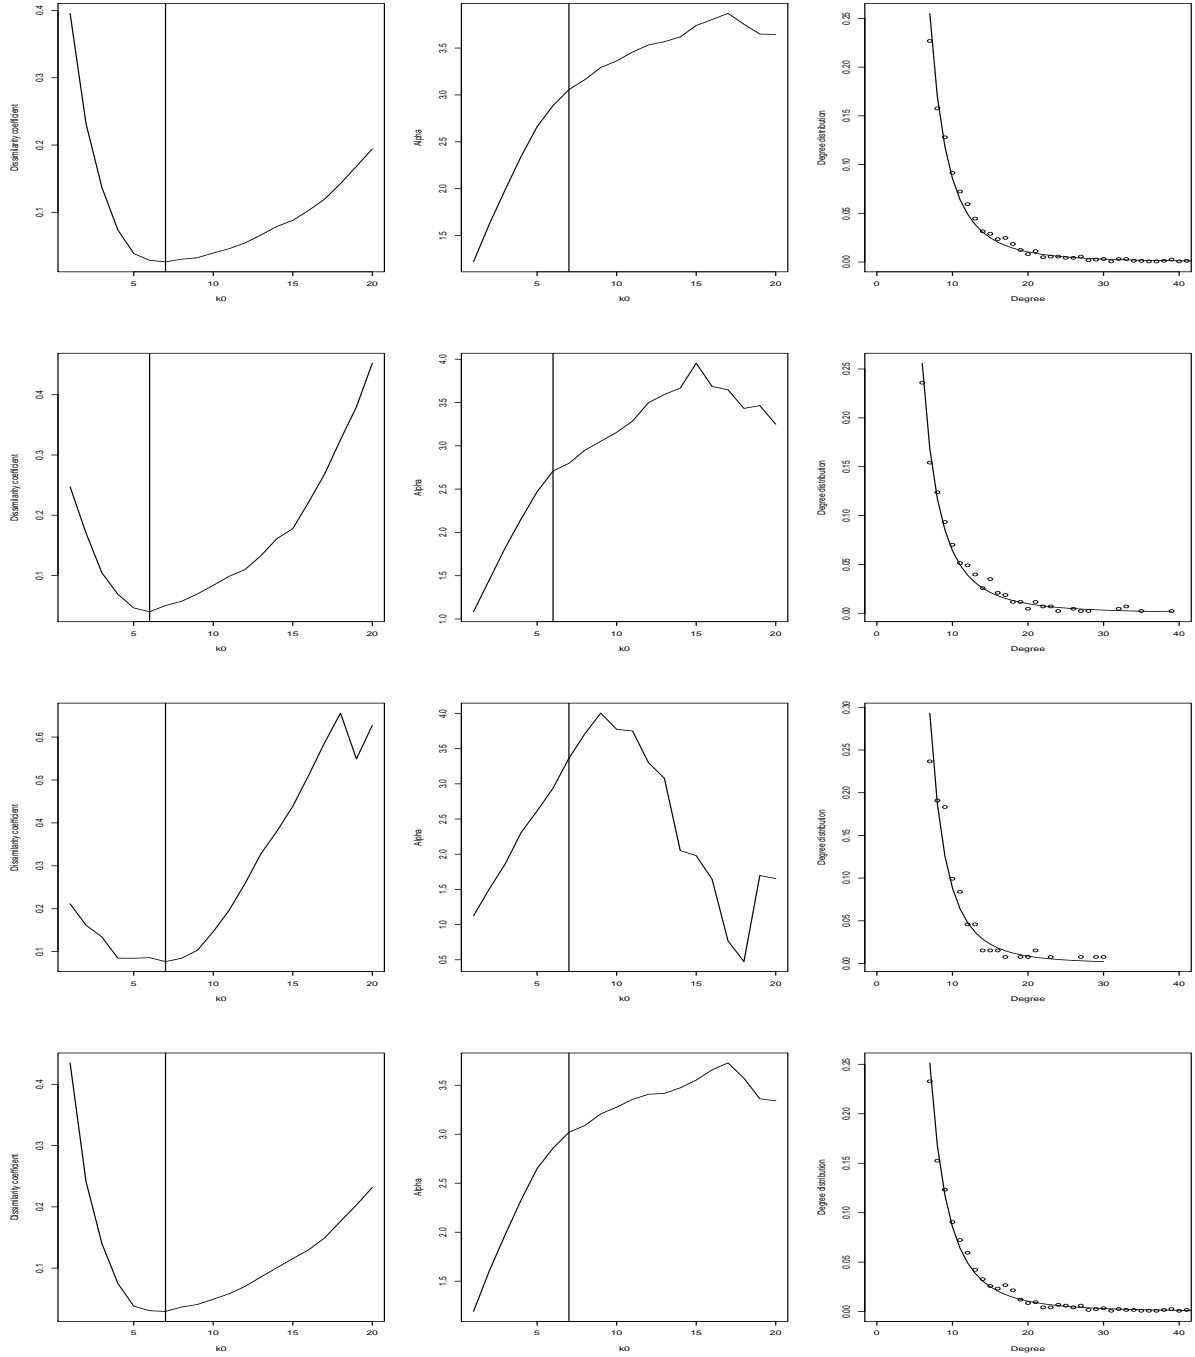 Dissimilarity coefficient
0.1 0.2 0.3 0.4
5 10 15 20
k0
Alpha
1.5 2.0 2.5 3.0 3.5
5 10 15 20
k0
Degree distribution
0.00 0.05 0.10 0.15 0.20 0.25
0 10 20 30 40
Degree
Dissimilarity coefficient
0.1 0.2 0.3 0.4
5 10 15 20
k0
Alpha
1.0 1.5 2.0 2.5 3.0 3.5 4.0
5 10 15 20
k0
Degree distribution
0.00 0.05 0.10 0.15 0.20 0.25
0 10 20 30 40
Degree
Dissimilarity coefficient
0.1 0.2 0.3 0.4 0.5 0.6
5 10 15 20
k0
Alpha
0.5 1.0 1.5 2.0 2.5 3.0 3.5 4.0
5 10 15 20
k0
Degree distribution
0.00 0.05 0.10 0.15 0.20 0.25 0.30
0 10 20 30 40
Degree
Dissimilarity coefficient
0.1 0.2 0.3 0.4
5 10 15 20
k0
Alpha
1.5 2.0 2.5 3.0 3.5
5 10 15 20
k0
Degree distribution
0.00 0.05 0.10 0.15 0.20 0.25
0 10 20 30 40
Degree